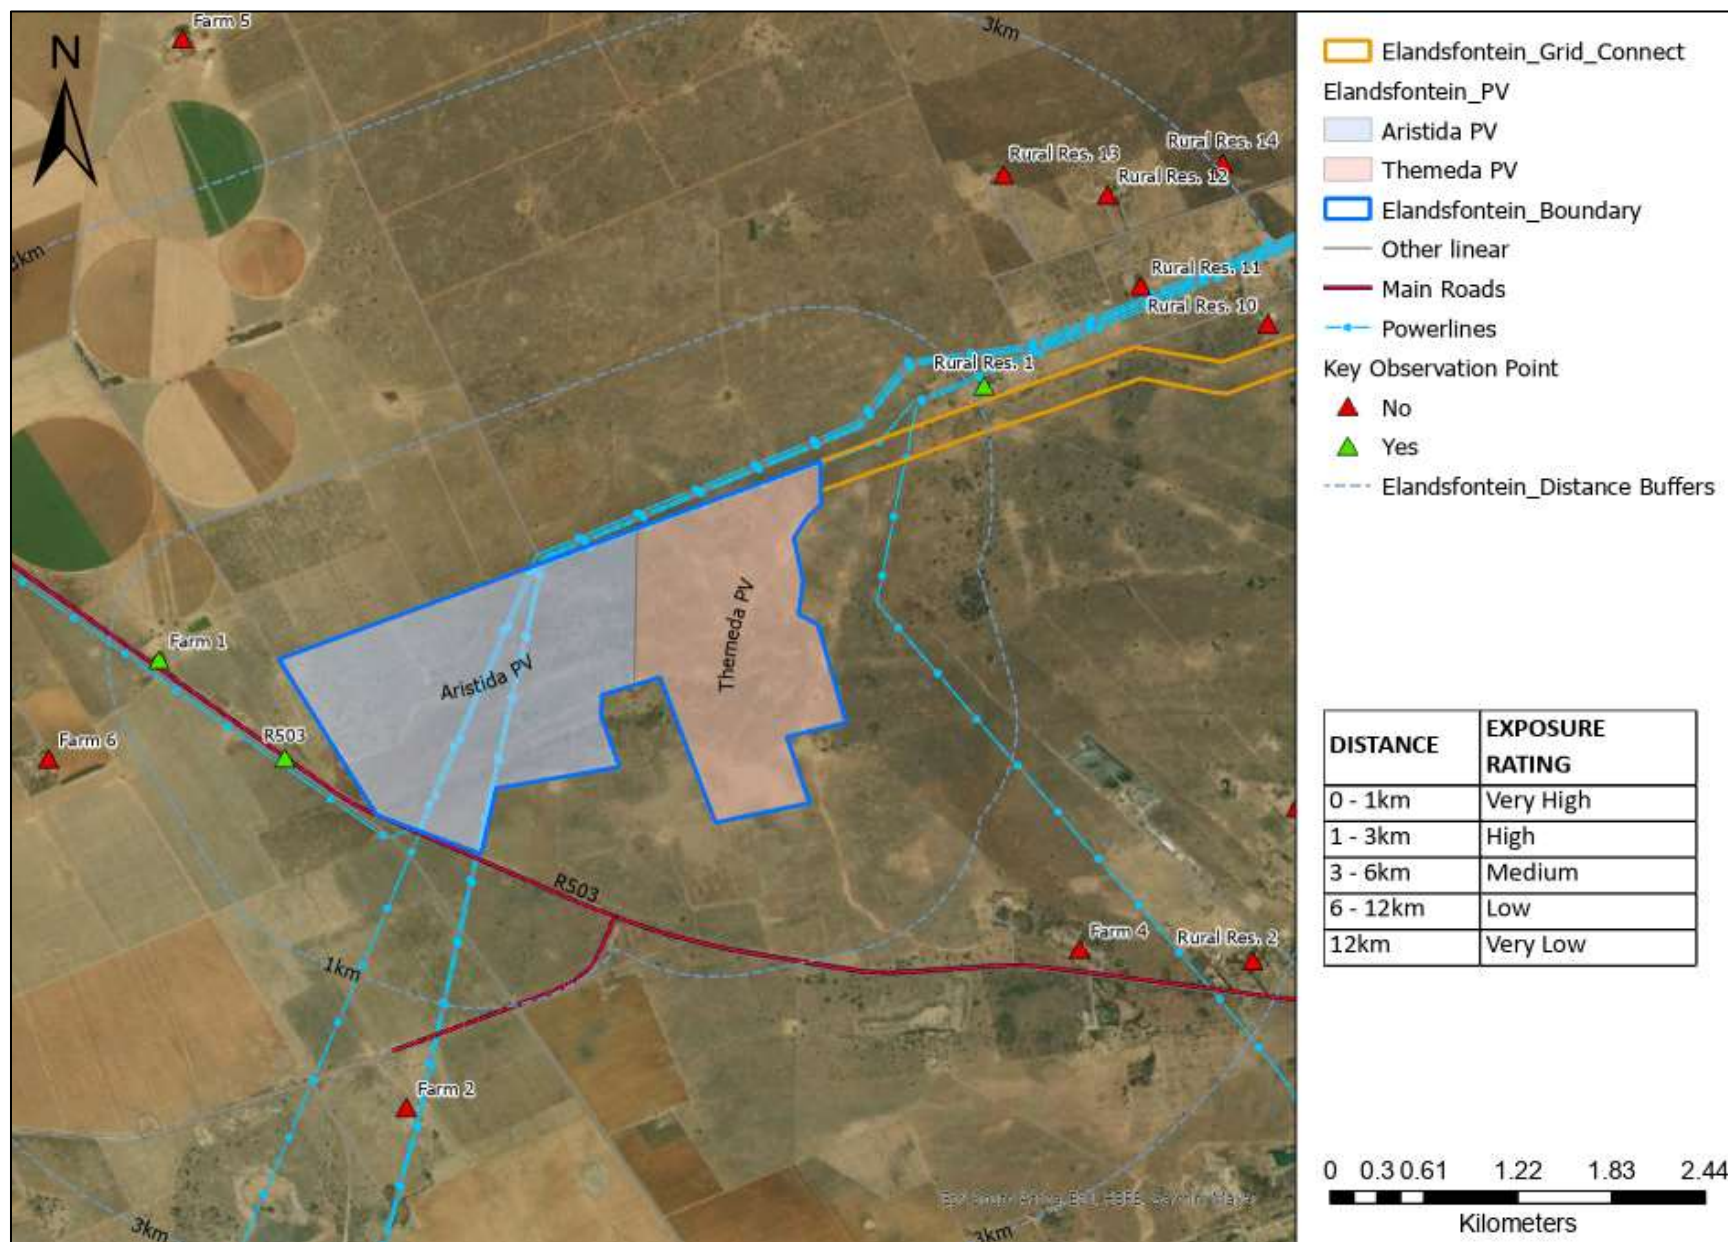 Farm 5
N
3km
Rural Res. 14
Rural Res. 13
Rural Res. 12
3km
Rural Res. 11
Rural Res. 10
Rural Res. 1
Themeda PV
Aristida PV
Farm 1
R503
Farm 6
R503
Farm 4
Rural Res. 2
1km
Farm 2
3km
3km
Elandsfontein_Grid_Connect
Elandsfontein_PV
Aristida PV
Themeda PV
Elandsfontein_Boundary
Other linear
Main Roads
Powerlines
Key Observation Point
No
Yes
Elandsfontein_Distance Buffers
DISTANCE EXPOSURE
RATING
0 - 1km Very High
1 - 3km High
3 - 6km Medium
6 - 12km Low
12km Very Low
0 0.3 0.61 1.22 1.83 2.44
Kilometers